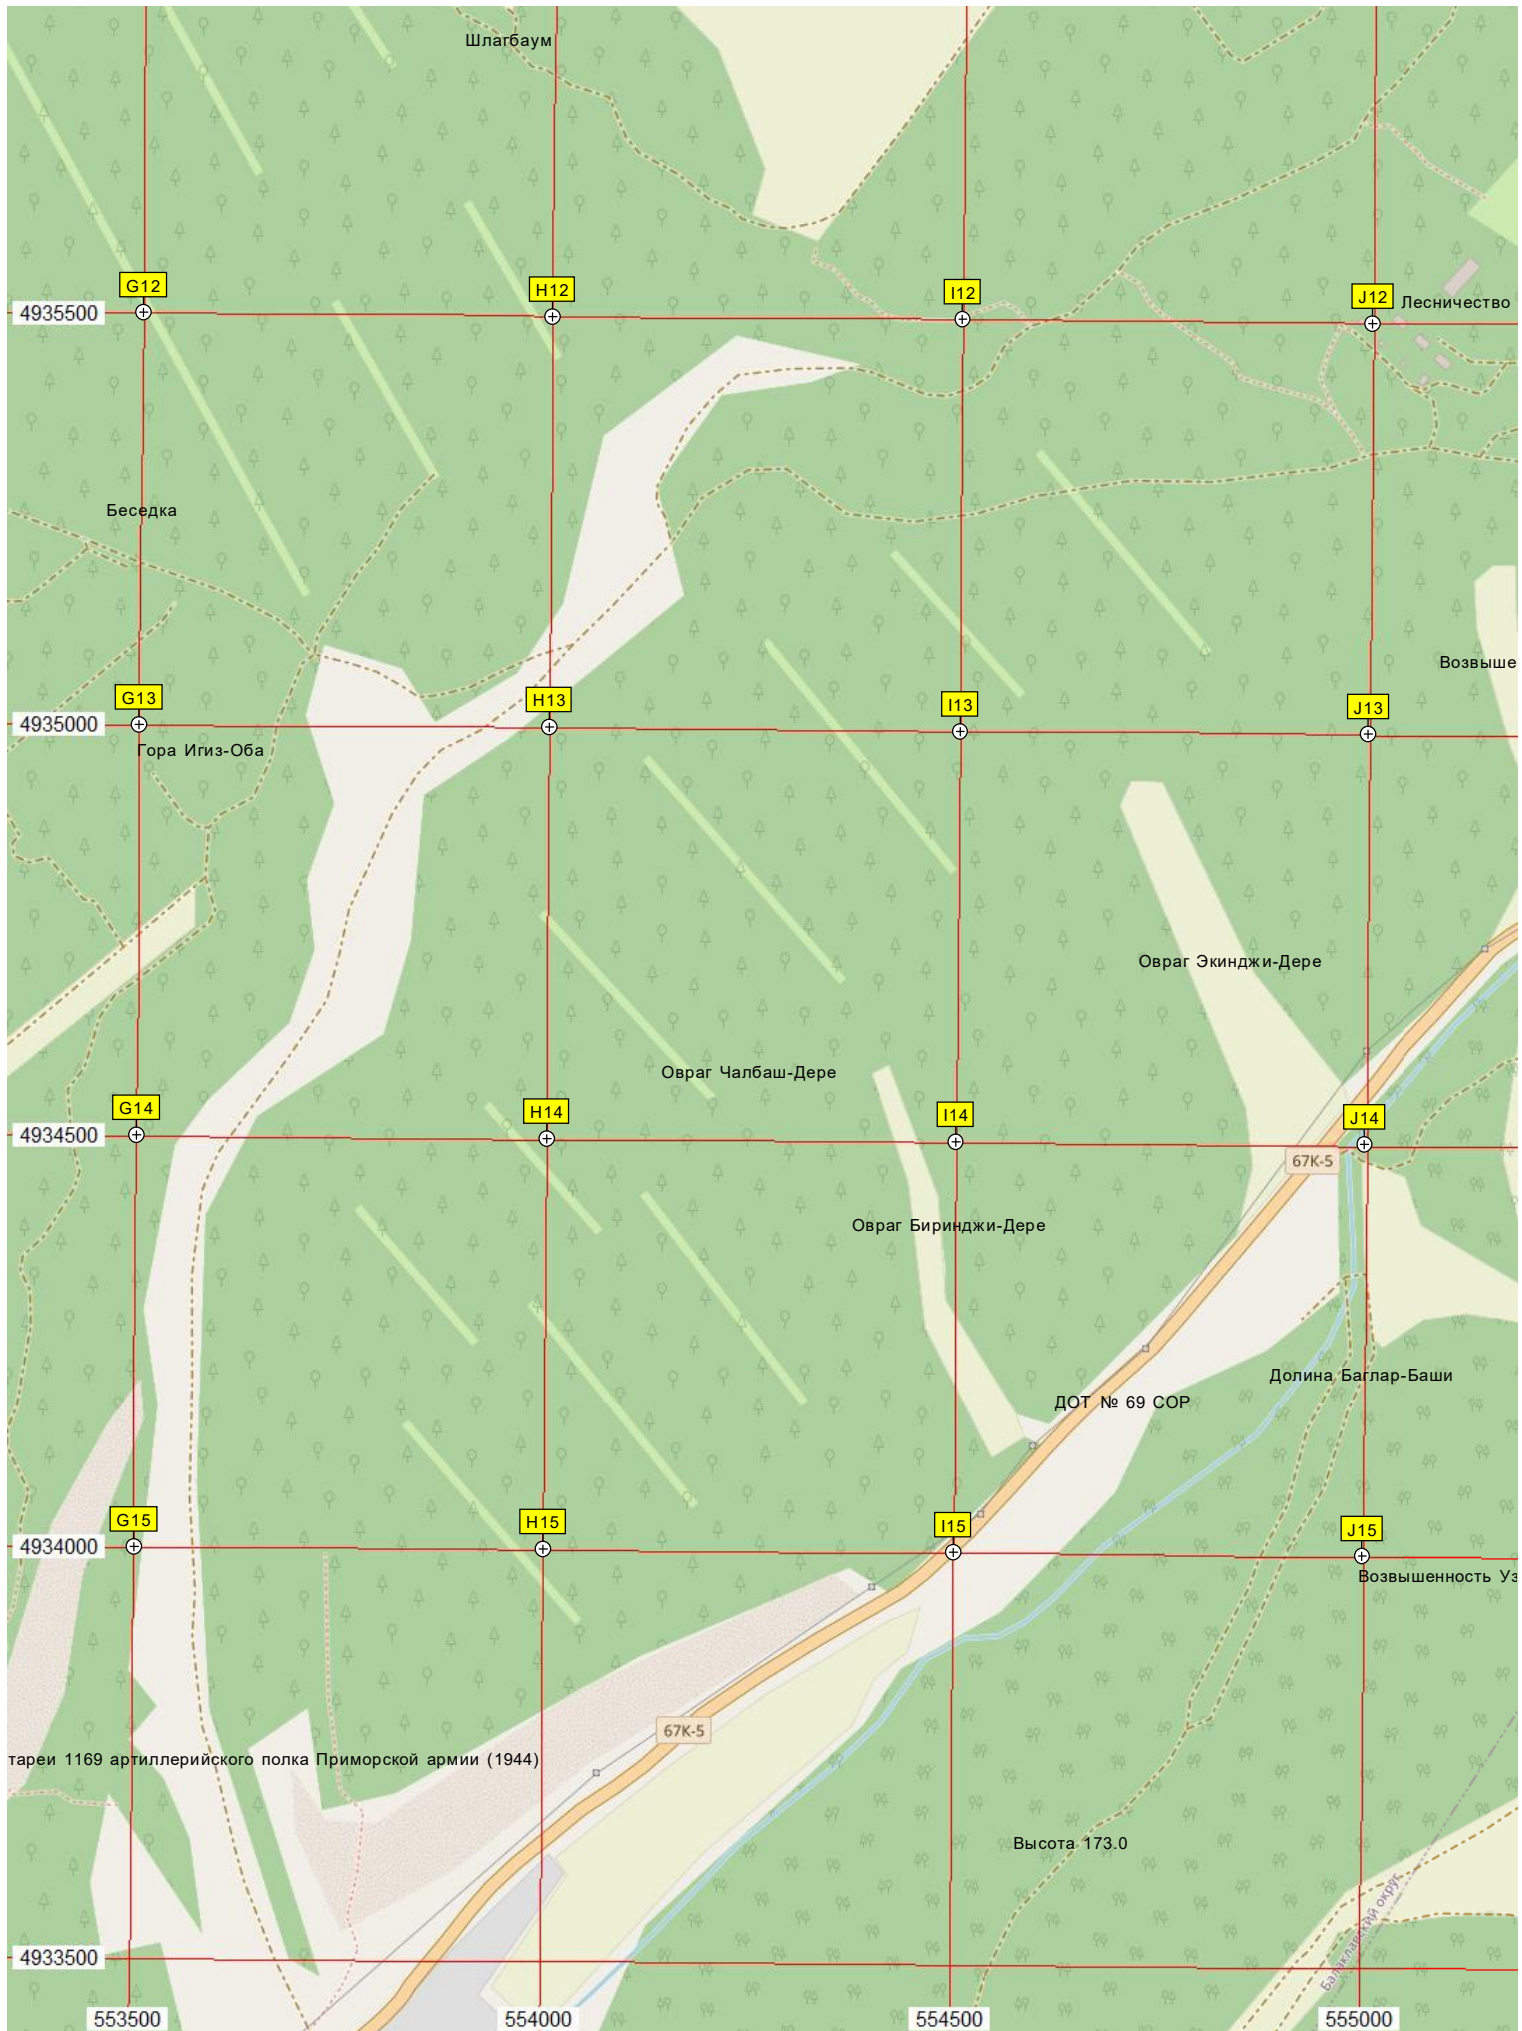 Шлагбаум
G12
H12
I12
J12
Лесничество
4935500
Беседка
Возвыше
G13
H13
I13
J13
4935000
Гора Игиз-Оба
Овраг Экинджи-Дере
Овраг Чалбаш-Дере
G14
H14
I14
J14
4934500
67К-5
Овраг Биринджи-Дере
Долина Баглар-Баши
ДОТ № 69 СОР
G15
H15
I15
J15
4934000
Возвышенность Уз
67К-5
тареи 1169 артиллерийского полка Приморской армии (1944)
Высота 173.0
Балаклавский округ
4933500
553500
554000
554500
555000